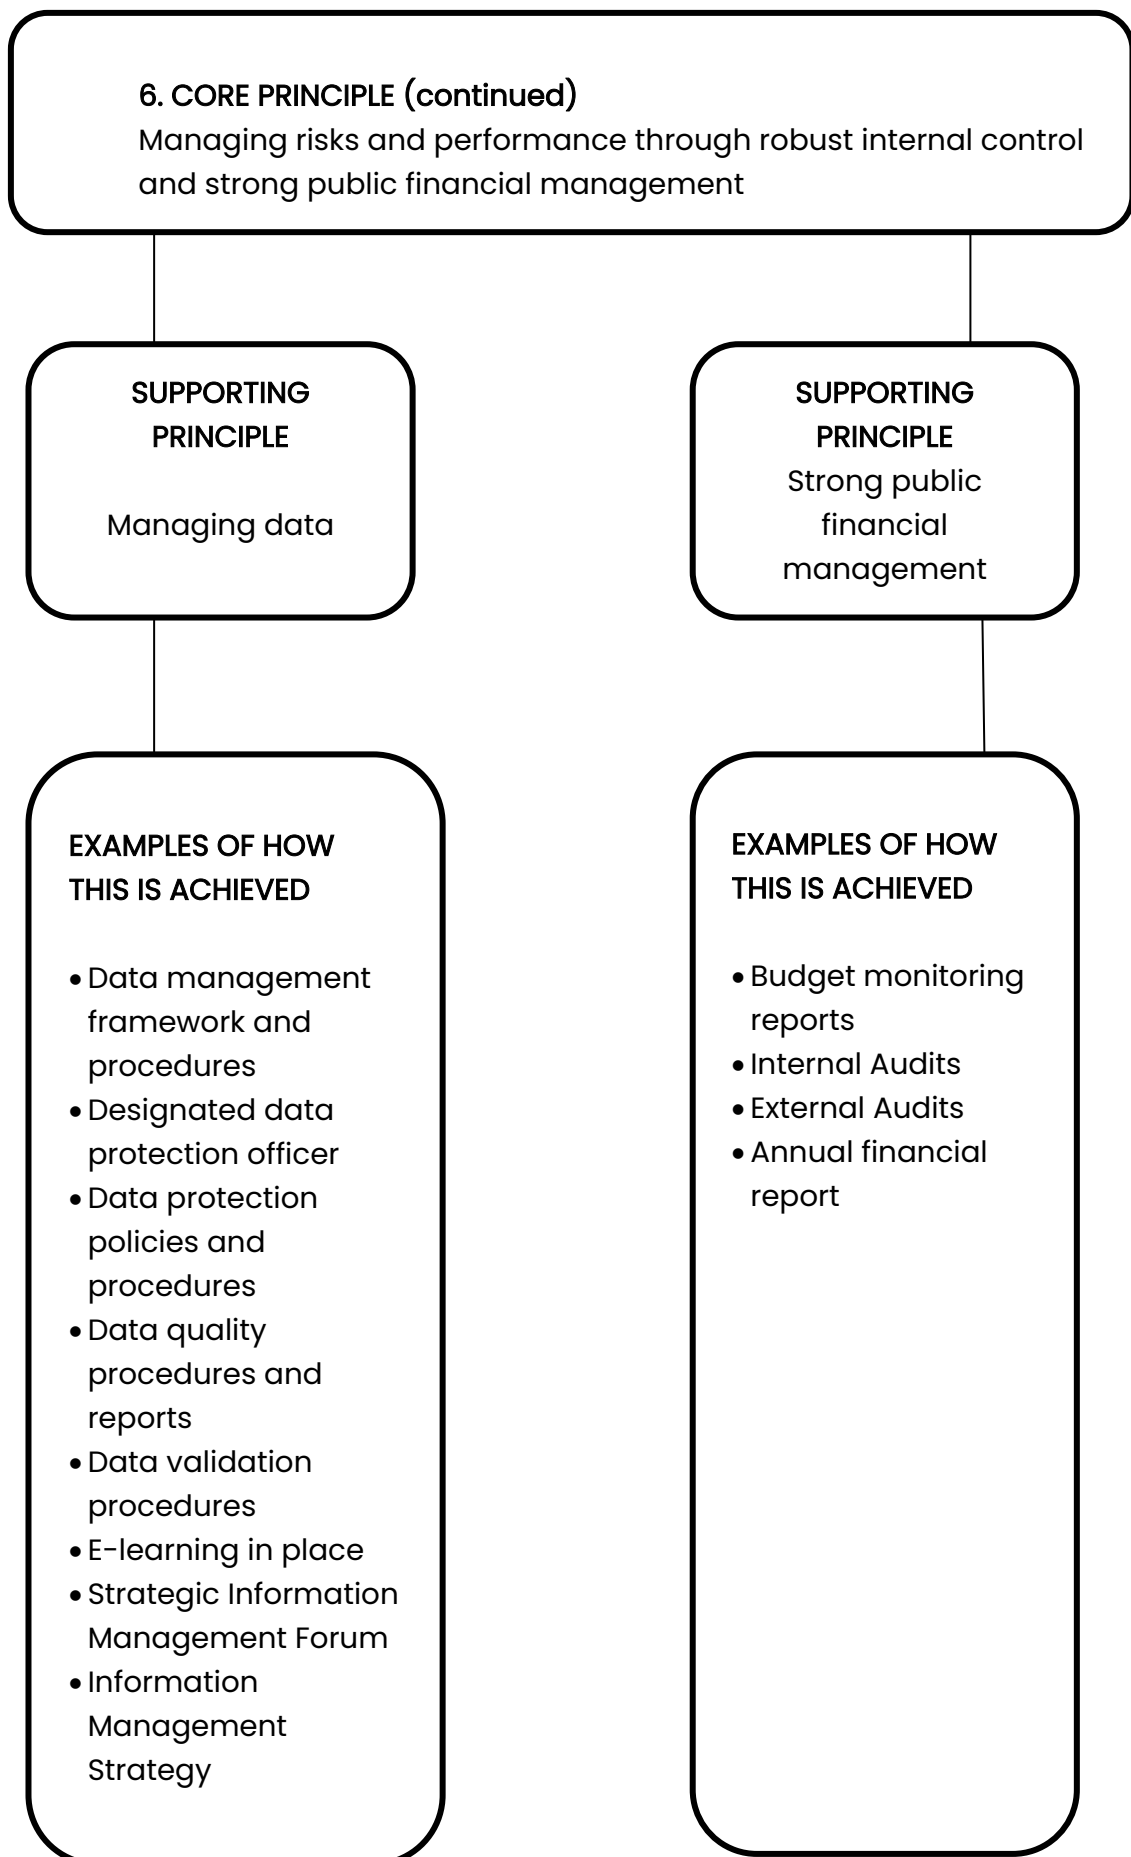 6. CORE PRINCIPLE (continued)
Managing risks and performance through robust internal control
and strong public financial management
SUPPORTING
PRINCIPLE
Managing data
SUPPORTING
PRINCIPLE
Strong public
financial
management
EXAMPLES OF HOW
THIS IS ACHIEVED
• Data management
framework and
procedures
• Designated data
protection officer
• Data protection
policies and
procedures
• Data quality
procedures and
reports
• Data validation
procedures
• E-learning in place
• Strategic Information
Management Forum
• Information
Management
Strategy
EXAMPLES OF HOW
THIS IS ACHIEVED
• Budget monitoring
reports
• Internal Audits
• External Audits
• Annual financial
report